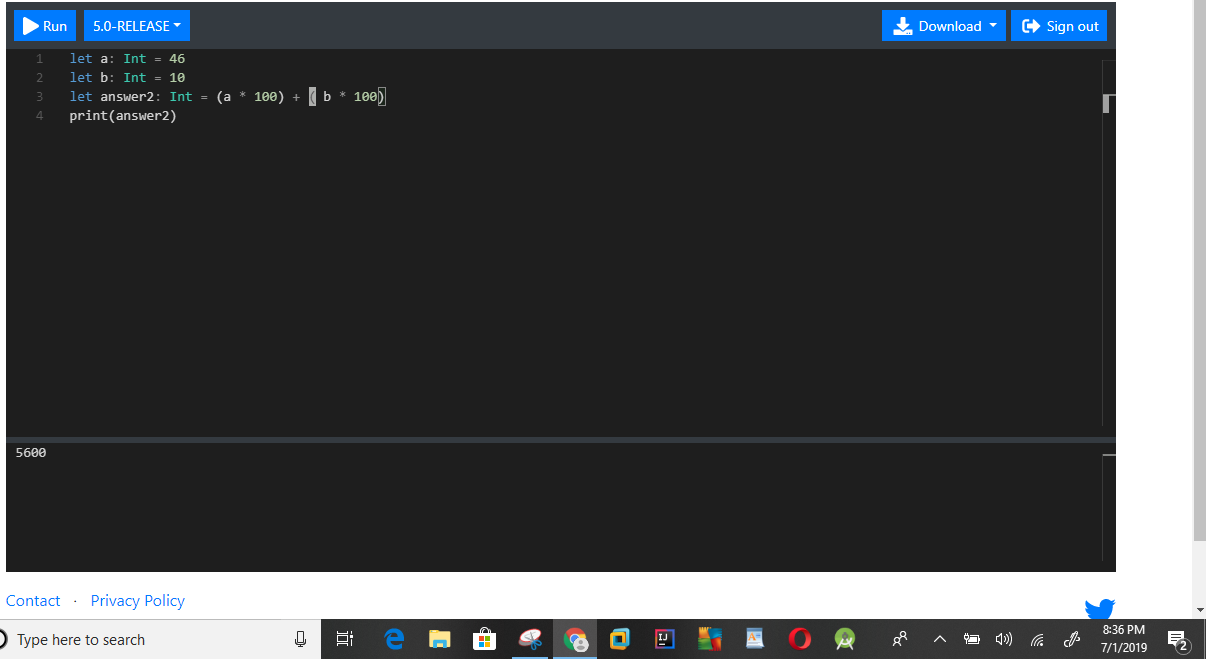 Run 5.0-RELEASE Download Sign out
1 let a: Int = 46
2 let b: Int = 10
3 let answer2: Int = (a * 100) + ( b * 100)
4 print(answer2)
5600
Contact · Privacy Policy
Type here to search
8:36 PM
7/1/2019
2